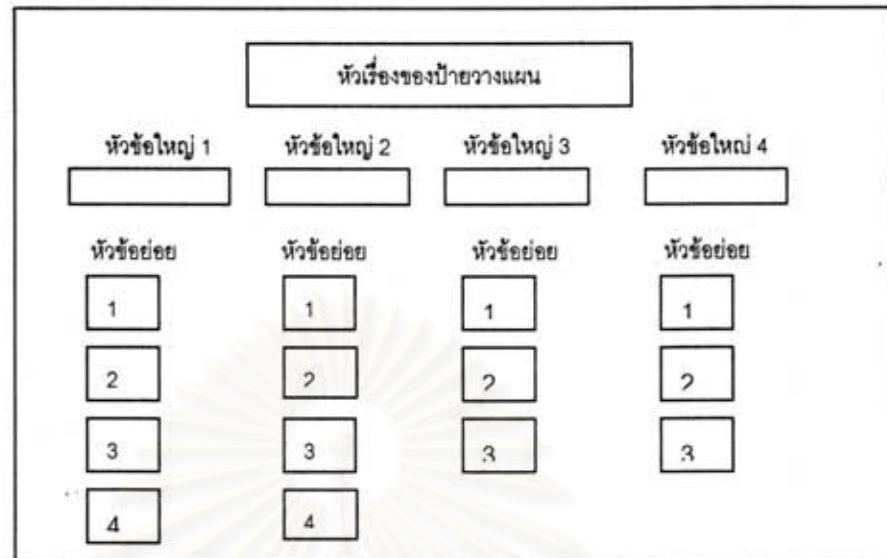 หัวเรื่องของป้ายวางแผน
หัวข้อใหญ่ 1 หัวข้อใหญ่ 2 หัวข้อใหญ่ 3 หัวข้อใหญ่ 4
หัวข้อย่อย หัวข้อย่อย หัวข้อย่อย หัวข้อย่อย
1 1 1 1
2 2 2 2
3 3 3 3
4 4